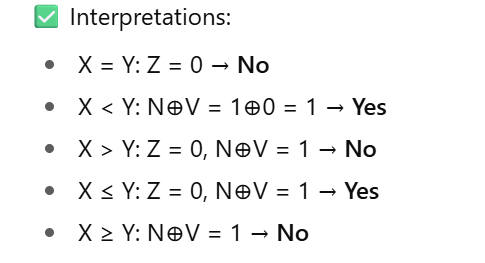 ✅ Interpretations:
• X = Y: Z = 0 → No
• X < Y: N⊕V = 1⊕0 = 1 → Yes
• X > Y: Z = 0, N⊕V = 1 → No
• X ≤ Y: Z = 0, N⊕V = 1 → Yes
• X ≥ Y: N⊕V = 1 → No